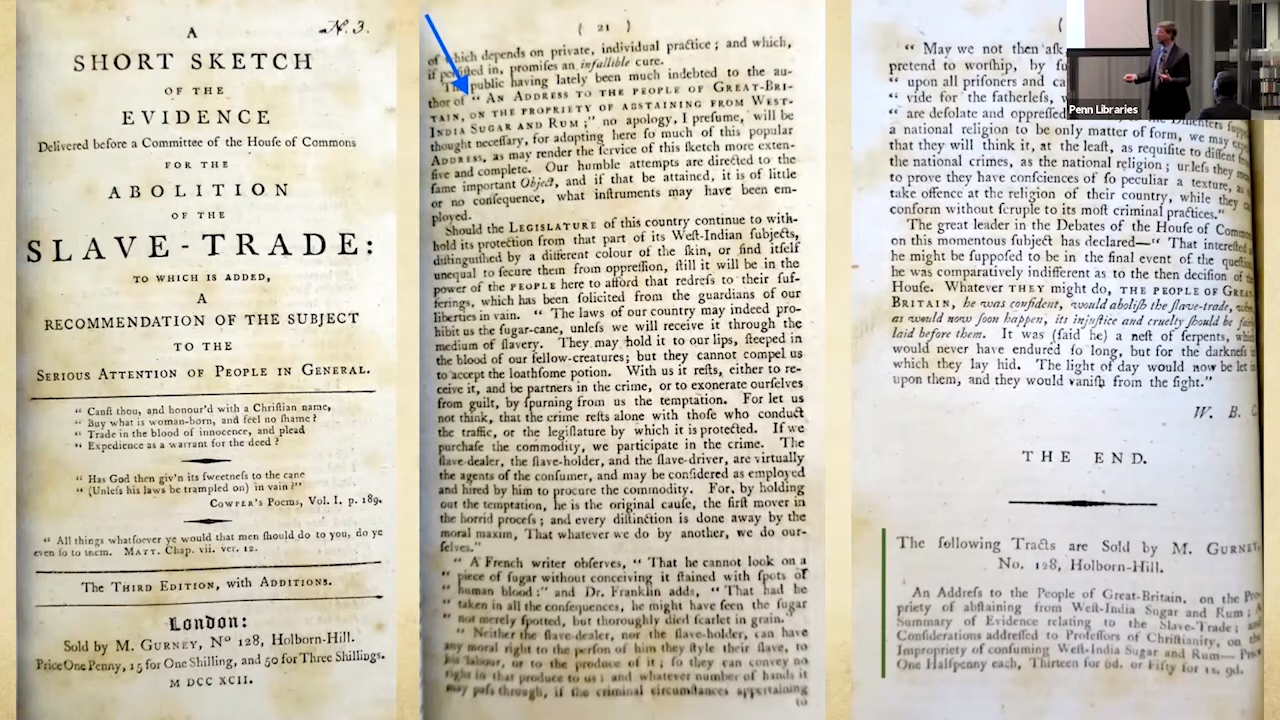 N. 3.
A
SHORT SKETCH
OF THE
EVIDENCE
Delivered before a Committee of the Houſe of Commons
FOR THE
ABOLITION
OF THE
SLAVE-TRADE:
TO WHICH IS ADDED,
A
RECOMMENDATION OF THE SUBJECT
TO THE
SERIOUS ATTENTION OF PEOPLE IN GENERAL.
“ Canſt thou, and honour'd with a Chriſtian name,
“ Buy what is woman-born, and feel no ſhame?
“ Trade in the blood of innocence, and plead
“ Expedience as a warrant for the deed?
“ Has God then giv'n its ſweetneſs to the cane
“ (Unleſs his laws be trampled on) in vain?”
COWPER's Poems, Vol. I. p. 189.
“ All things whatſoever ye would that men ſhould do to you, do ye
even ſo to them. MATT. Chap. vii. ver. 12.
The THIRD EDITION, with ADDITIONS.
London:
Sold by M. GURNEY, No 128, Holborn-Hill.
Price One Penny, 15 for One Shilling, and 50 for Three Shillings.
M DCC XCII.
( 21 )
of which depends on private, individual practice; and which,
if perſiſted in, promiſes an infallible cure.
The public having lately been much indebted to the au-
thor of “ AN ADDRESS TO THE PEOPLE OF GREAT-BRI-
TAIN, ON THE PROPRIETY OF ABSTAINING FROM WEST-
INDIA SUGAR AND RUM;” no apology, I preſume, will be
thought neceſſary, for adopting here ſo much of this popular
ADDRESS, as may render the ſervice of this ſketch more exten-
ſive and complete. Our humble attempts are directed to the
ſame important Object, and if that be attained, it is of little
or no conſequence, what inſtruments may have been em-
ployed.
Should the LEGISLATURE of this country continue to with-
hold its protection from that part of its Weſt-Indian ſubjects,
diſtinguiſhed by a different colour of the ſkin, or find itſelf
unequal to ſecure them from oppreſſion, ſtill it will be in the
power of the PEOPLE here to afford that redreſs to their ſuf-
ferings, which has been ſolicited from the guardians of our
liberties in vain. “ The laws of our country may indeed pro-
hibit us the ſugar-cane, unleſs we will receive it through the
medium of ſlavery. They may hold it to our lips, ſteeped in
the blood of our fellow-creatures; but they cannot compel us
to accept the loathſome potion. With us it reſts, either to re-
ceive it, and be partners in the crime, or to exonerate ourſelves
from guilt, by ſpurning from us the temptation. For let us
not think, that the crime reſts alone with thoſe who conduct
the traffic, or the legiſlature by which it is protected. If we
purchaſe the commodity, we participate in the crime. The
ſlave-dealer, the ſlave-holder, and the ſlave-driver, are virtually
the agents of the conſumer, and may be conſidered as employed
and hired by him to procure the commodity. For, by holding
out the temptation, he is the original cauſe, the firſt mover in
the horrid proceſs; and every diſtinction is done away by the
moral maxim, That whatever we do by another, we do our-
ſelves.”
“ A French writer obſerves, “ That he cannot look on a
“ piece of ſugar without conceiving it ſtained with ſpots of
“ human blood:” and Dr. Franklin adds, “ That had he
“ taken in all the conſequences, he might have ſeen the ſugar
“ not merely ſpotted, but thoroughly died ſcarlet in grain.”
“ Neither the ſlave-dealer, nor the ſlave-holder, can have
any moral right to the perſon of him they ſtyle their ſlave, to
his labour, or to the produce of it; ſo they can convey no
right in that produce to us; and whatever number of hands it
may paſs through, if the criminal circumſtances appertaining
to
(
“ May we not then aſk
pretend to worſhip, by
“ upon all priſoners and
“ vide for the fatherleſs,
“ are deſolate and oppreſſed
a national religion to be only matter of form, we may
that they will think it, at the leaſt, as requiſite to diſſent from
the national crimes, as the national religion; unleſs they
to prove they have conſciences of ſo peculiar a texture, as
take offence at the religion of their country, while they
conform without ſcruple to its moſt criminal practices.”
The great leader in the Debates of the Houſe of
on this momentous ſubject has declared—“ That
he might be ſuppoſed to be in the final event of the
he was comparatively indifferent as to the then deciſion of
Houſe. Whatever THEY might do, THE PEOPLE OF GREAT
BRITAIN, he was confident, would aboliſh the ſlave-trade,
as would now ſoon happen, its injuſtice and cruelty ſhould be
laid before them. It was (ſaid he) a neſt of ſerpents,
would never have endured ſo long, but for the darkneſs
which they lay hid. The light of day would now be let
upon them, and they would vaniſh from the ſight.”
W. B. C.
THE END.
The following Tracts are Sold by M. GURNEY,
No. 128, Holborn-Hill.
An Addreſs to the People of Great-Britain, on the
priety of abſtaining from Weſt-India Sugar and Rum;
Summary of Evidence relating to the Slave-Trade;
Conſiderations addreſſed to Profeſſors of Chriſtianity, on
Impropriety of conſuming Weſt-India Sugar and Rum—
One Halfpenny each, Thirteen for 6d. or Fifty for 1s. 9d.
Penn Libraries